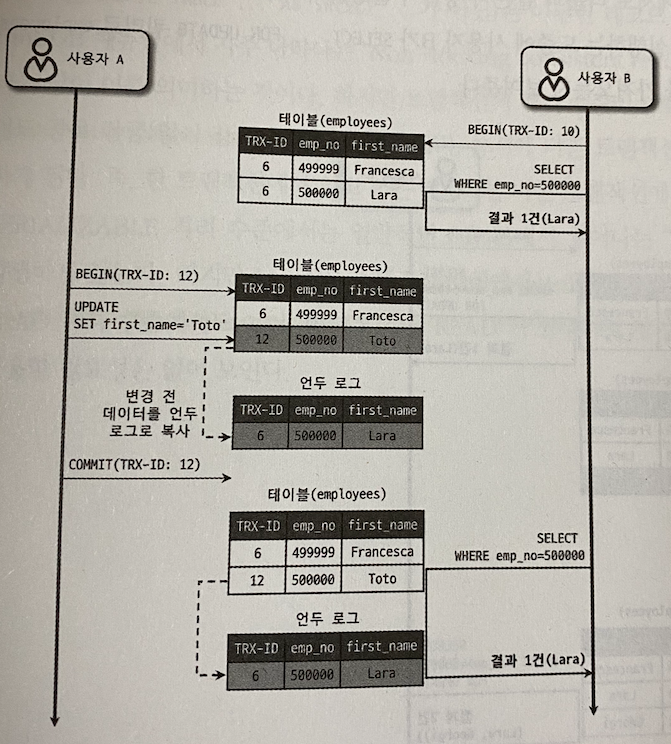 사용자 A
사용자 B
테이블(employees)
TRX-ID emp_no first_name
6 499999 Francesca
6 500000 Lara
BEGIN(TRX-ID: 10)
SELECT
WHERE emp_no=500000
결과 1건(Lara)
BEGIN(TRX-ID: 12)
UPDATE
SET first_name='Toto'
테이블(employees)
TRX-ID emp_no first_name
6 499999 Francesca
12 500000 Toto
변경 전
데이터를 언두
로그로 복사
언두 로그
TRX-ID emp_no first_name
6 500000 Lara
COMMIT(TRX-ID: 12)
테이블(employees)
TRX-ID emp_no first_name
6 499999 Francesca
12 500000 Toto
SELECT
WHERE emp_no=500000
언두 로그
TRX-ID emp_no first_name
6 500000 Lara
결과 1건(Lara)